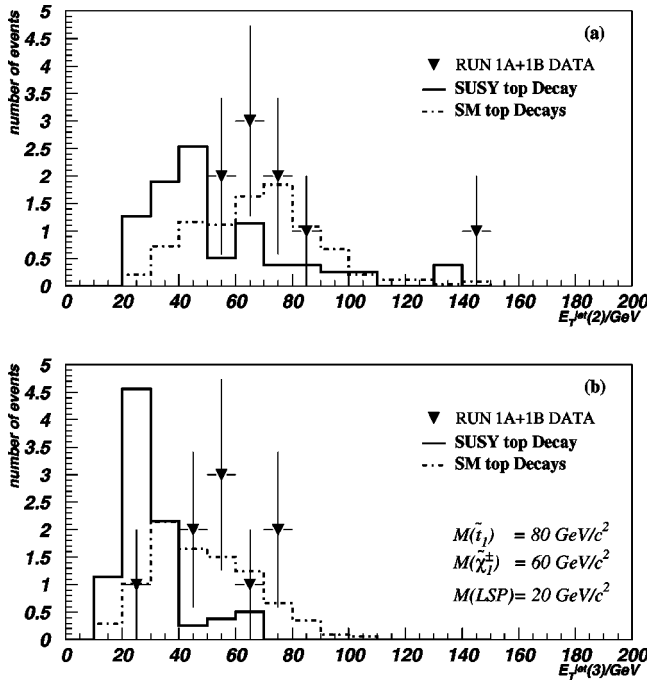 number of events
5
4.5
4
3.5
3
2.5
2
1.5
1
0.5
0
(a)
RUN 1A+1B DATA
SUSY top Decay
SM top Decays
0 20 40 60 80 100 120 140 160 180 200
E_T^jet(2)/GeV
number of events
5
4.5
4
3.5
3
2.5
2
1.5
1
0.5
0
(b)
RUN 1A+1B DATA
SUSY top Decay
SM top Decays
M(t̃₁) = 80 GeV/c²
M(χ̃₁±) = 60 GeV/c²
M(LSP)= 20 GeV/c²
0 20 40 60 80 100 120 140 160 180 200
E_T^jet(3)/GeV